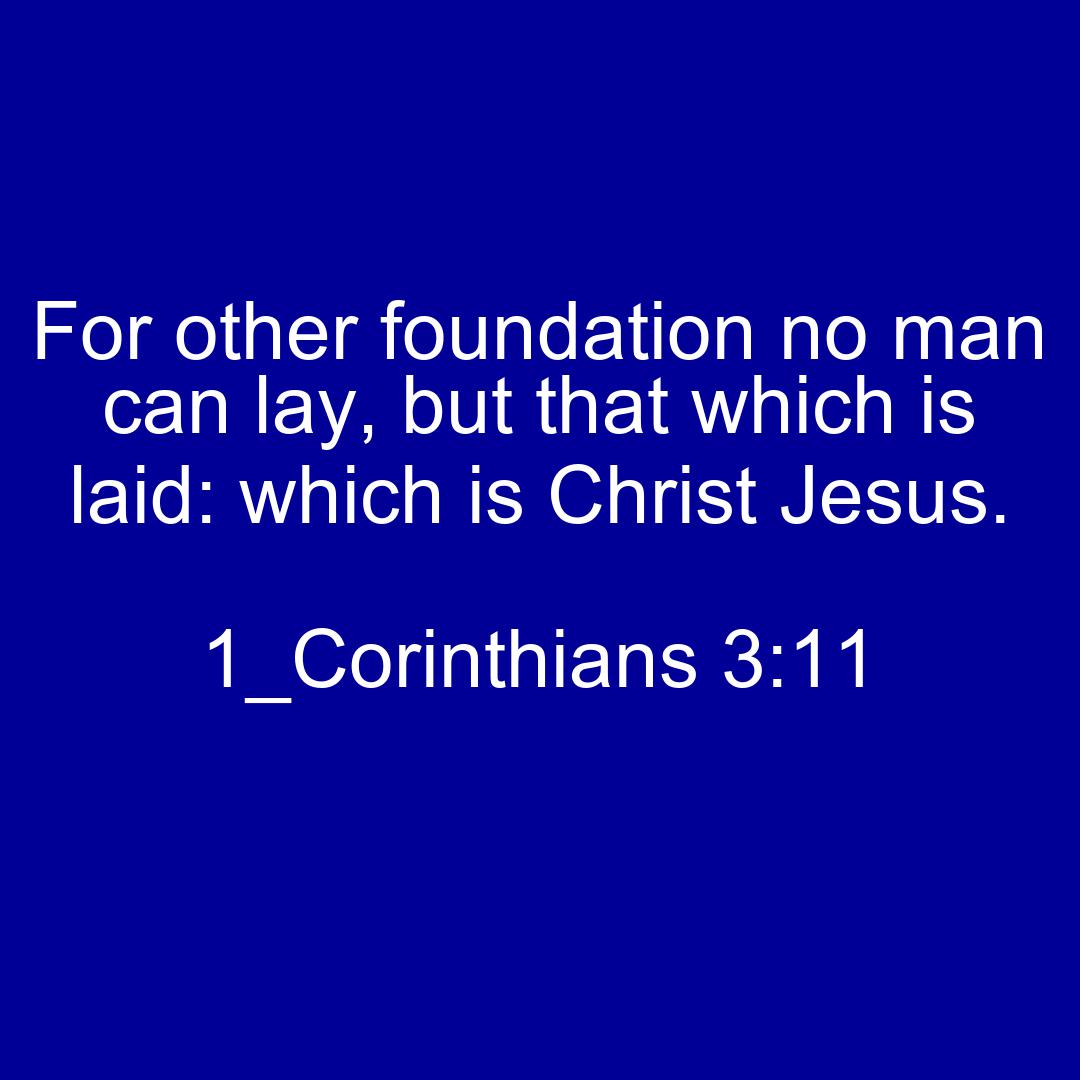 For other foundation no man
can lay, but that which is
laid: which is Christ Jesus.
1_Corinthians 3:11